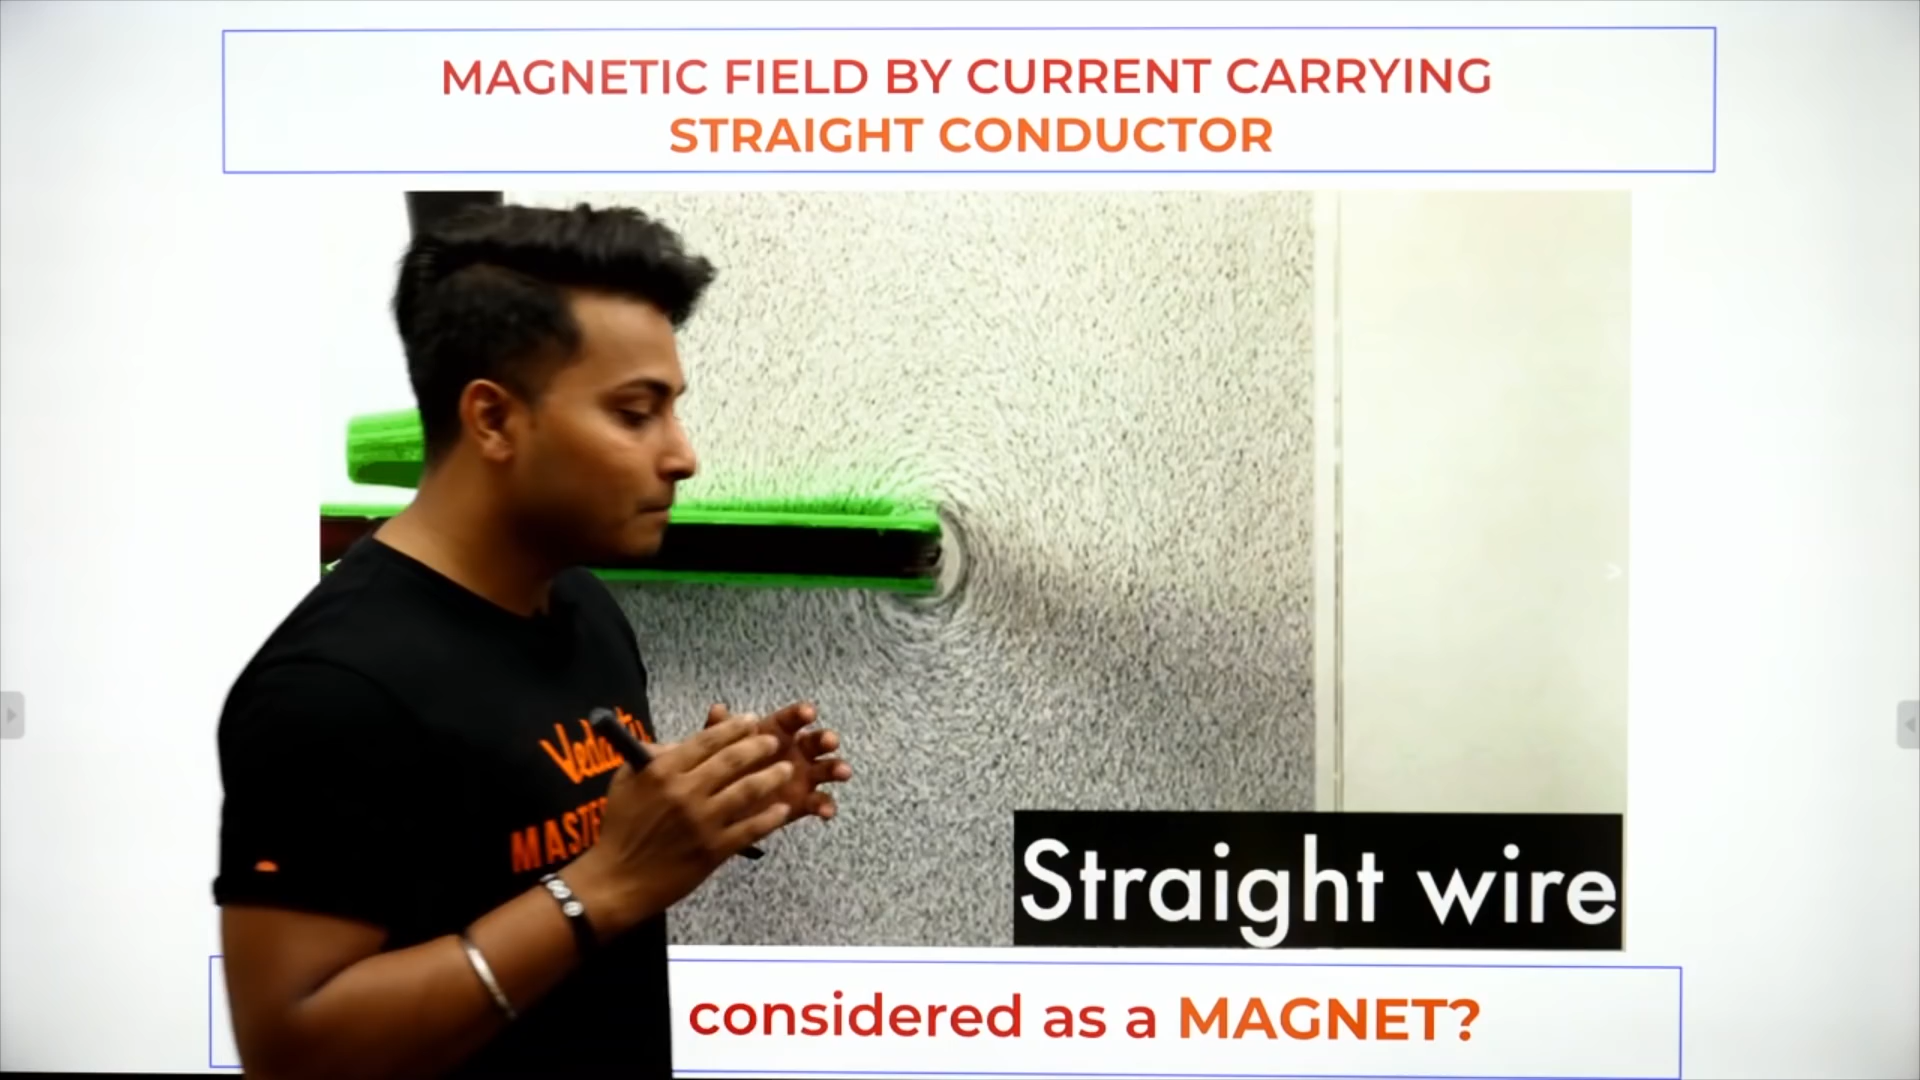 MAGNETIC FIELD BY CURRENT CARRYING
STRAIGHT CONDUCTOR
Straight wire
considered as a MAGNET?